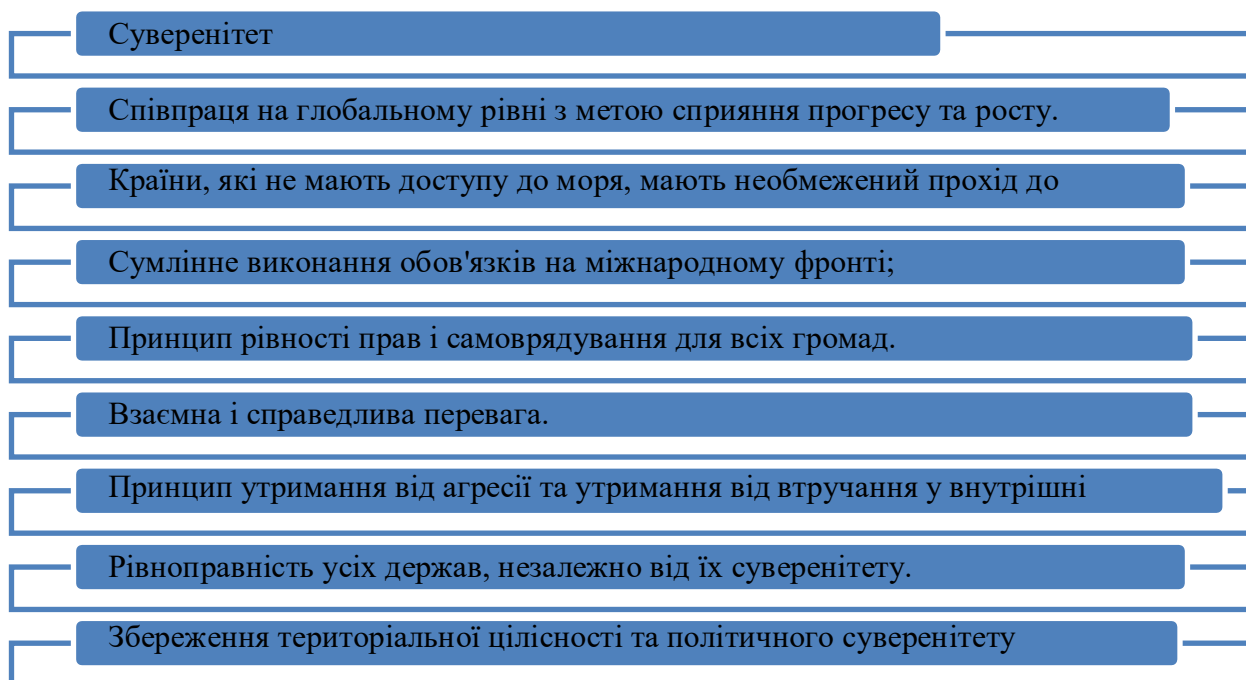 Суверенітет
Співпраця на глобальному рівні з метою сприяння прогресу та росту.
Країни, які не мають доступу до моря, мають необмежений прохід до
Сумлінне виконання обов'язків на міжнародному фронті;
Принцип рівності прав і самоврядування для всіх громад.
Взаємна і справедлива перевага.
Принцип утримання від агресії та утримання від втручання у внутрішні
Рівноправність усіх держав, незалежно від їх суверенітету.
Збереження територіальної цілісності та політичного суверенітету